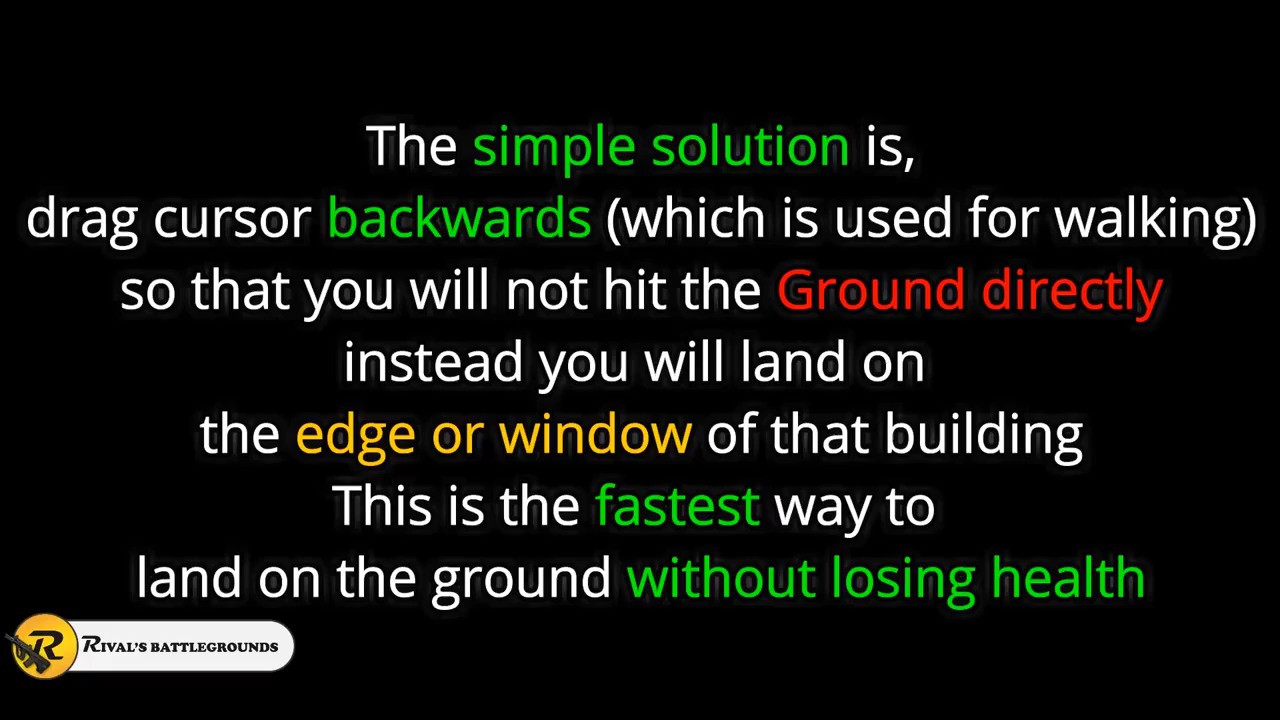 The simple solution is,
drag cursor backwards (which is used for walking)
so that you will not hit the Ground directly
instead you will land on
the edge or window of that building
This is the fastest way to
land on the ground without losing health
R RIVAL'S BATTLEGROUNDS